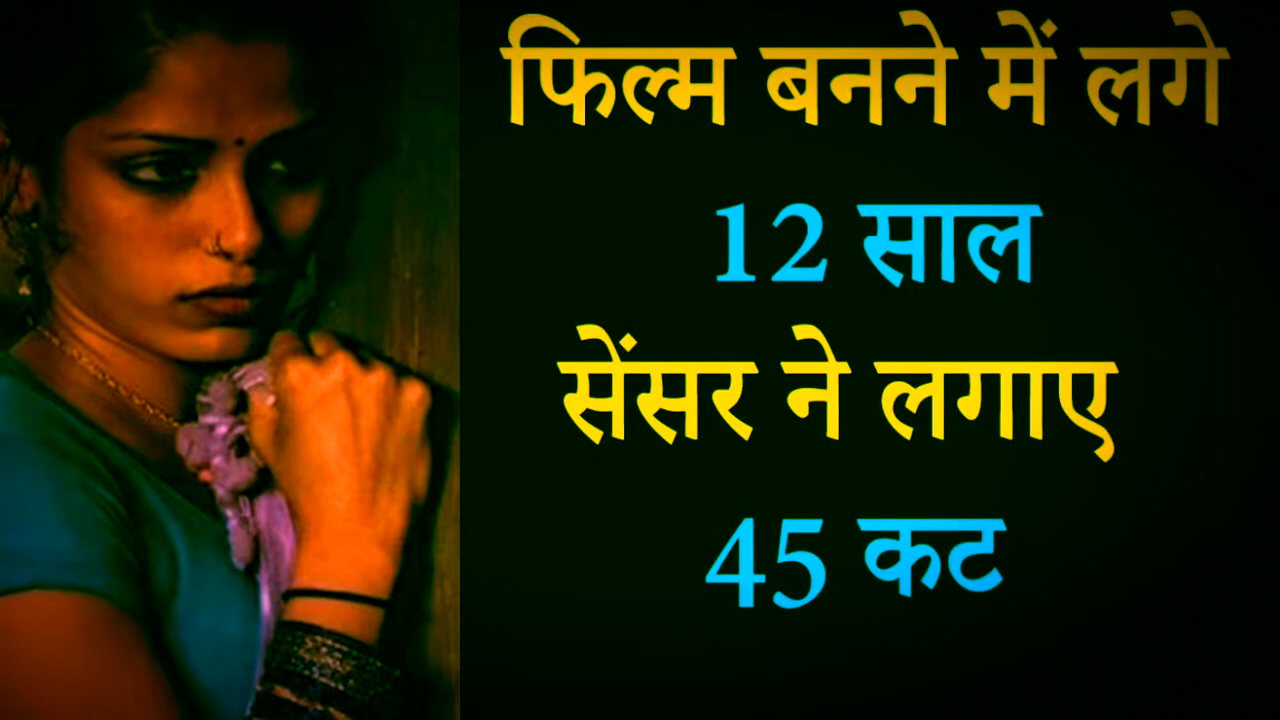 फिल्म बनने में लगे
12 साल
सेंसर ने लगाए
45 कट